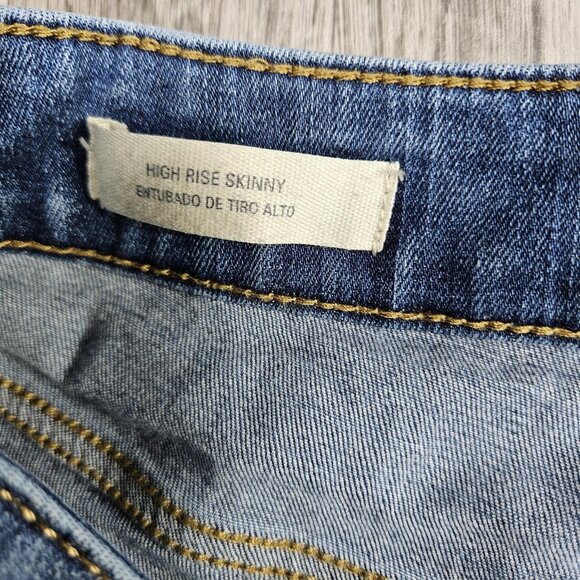 HIGH RISE SKINNY
ENTUBADO DE TIRO ALTO